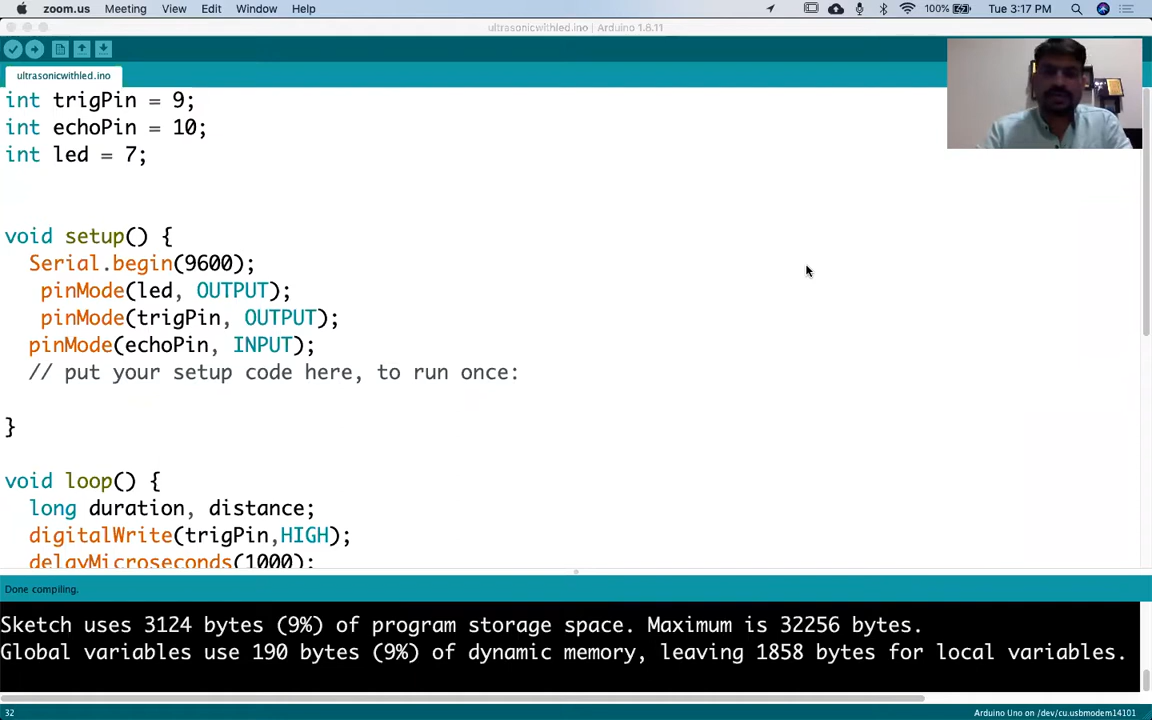 zoom.us Meeting View Edit Window Help 100% Tue 3:17 PM
ultrasonicwithled.ino | Arduino 1.8.11
ultrasonicwithled.ino
int trigPin = 9;
int echoPin = 10;
int led = 7;
void setup() {
Serial.begin(9600);
pinMode(led, OUTPUT);
pinMode(trigPin, OUTPUT);
pinMode(echoPin, INPUT);
// put your setup code here, to run once:
}
void loop() {
long duration, distance;
digitalWrite(trigPin,HIGH);
delayMicroseconds(1000);
Done compiling.
Sketch uses 3124 bytes (9%) of program storage space. Maximum is 32256 bytes.
Global variables use 190 bytes (9%) of dynamic memory, leaving 1858 bytes for local variables.
32 Arduino Uno on /dev/cu.usbmodem14101